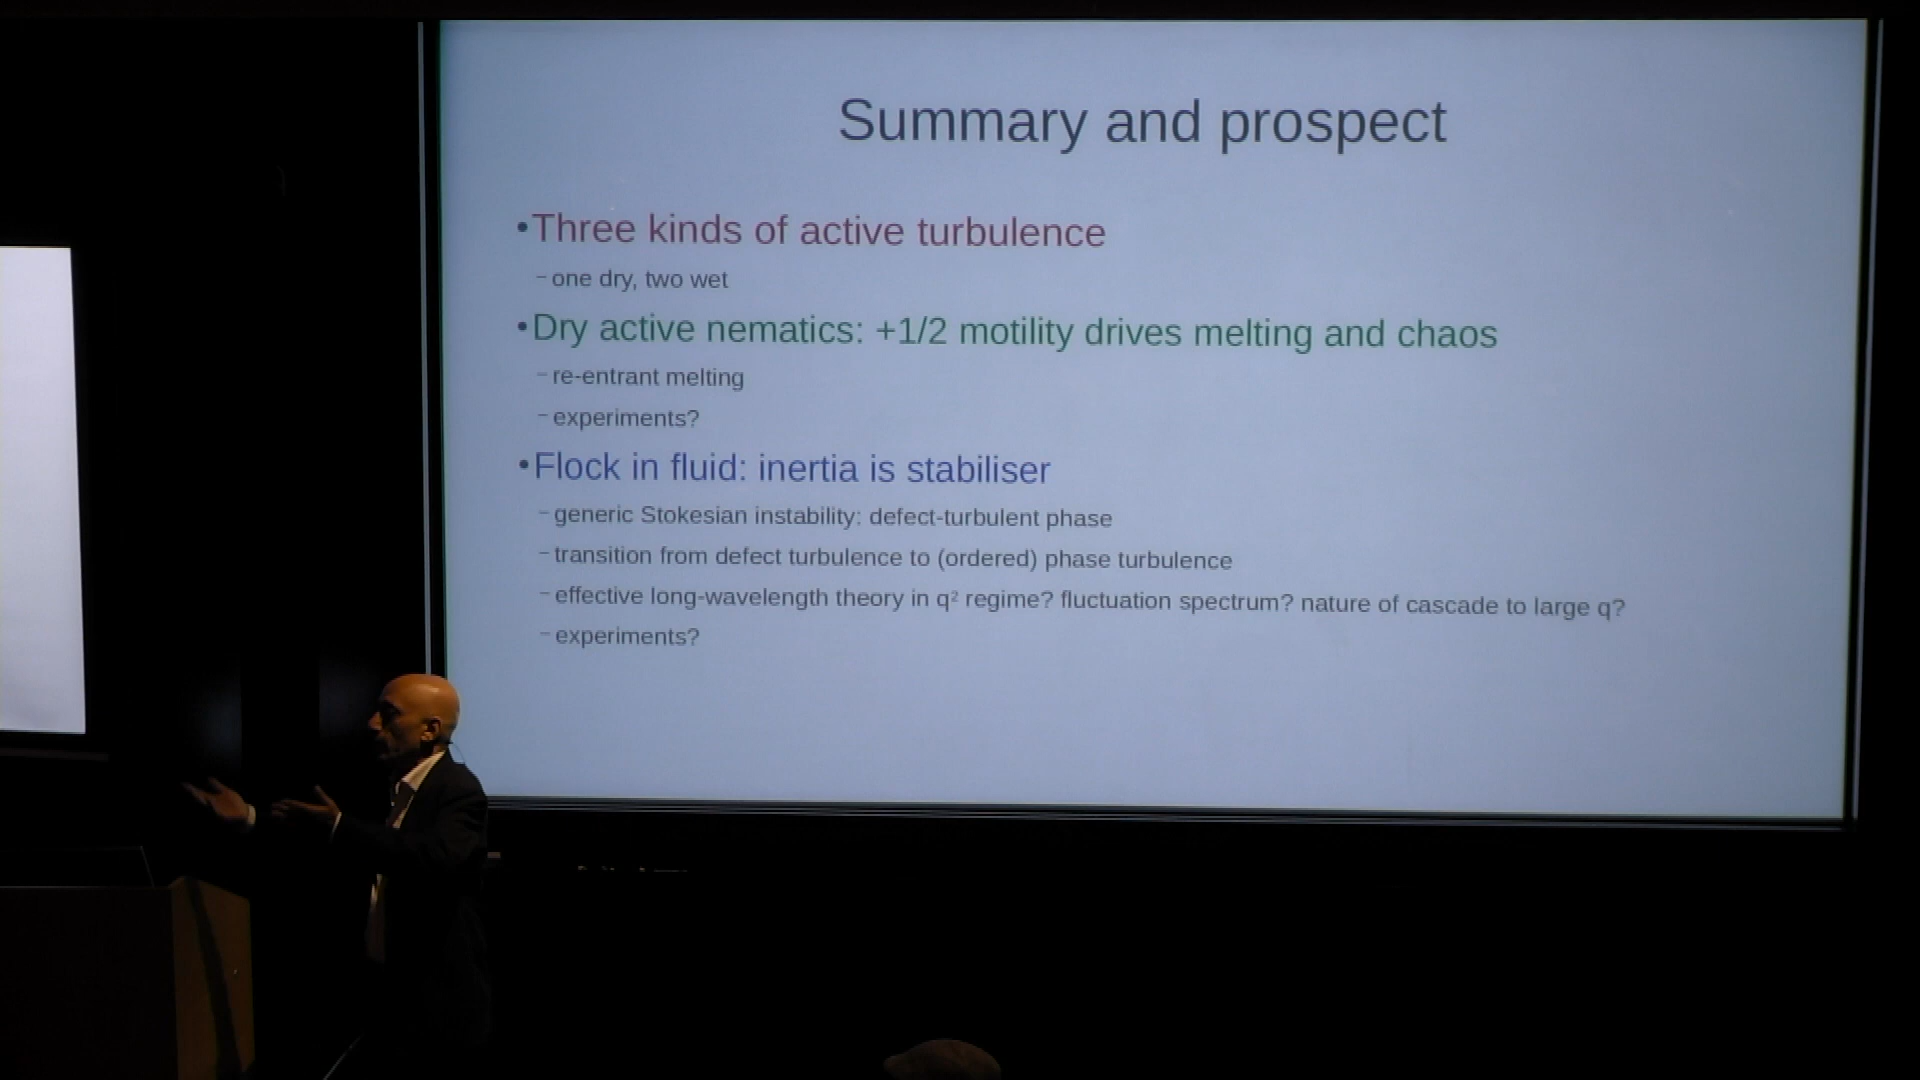 Summary and prospect
•Three kinds of active turbulence
– one dry, two wet
•Dry active nematics: +1/2 motility drives melting and chaos
– re-entrant melting
– experiments?
•Flock in fluid: inertia is stabiliser
– generic Stokesian instability: defect-turbulent phase
– transition from defect turbulence to (ordered) phase turbulence
– effective long-wavelength theory in q² regime? fluctuation spectrum? nature of cascade to large q?
– experiments?